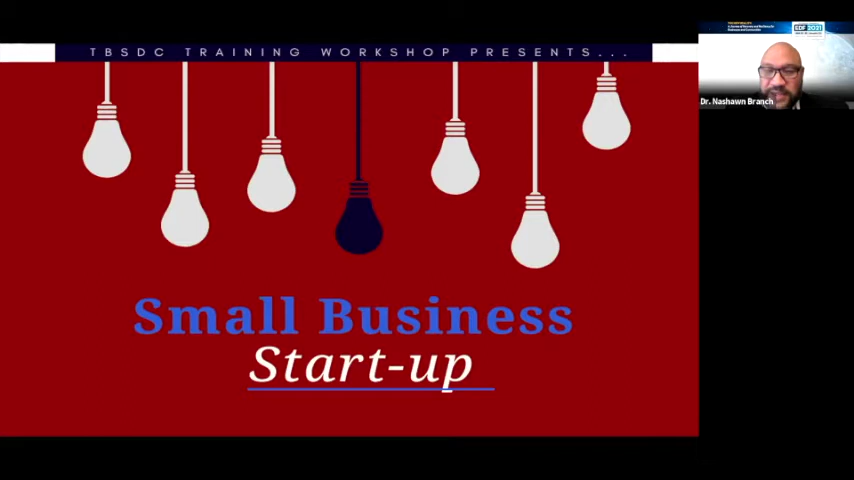 TBSDC TRAINING WORKSHOP PRESENTS...
Small Business
Start-up
EDF 2021
Dr. Nashawn Branch